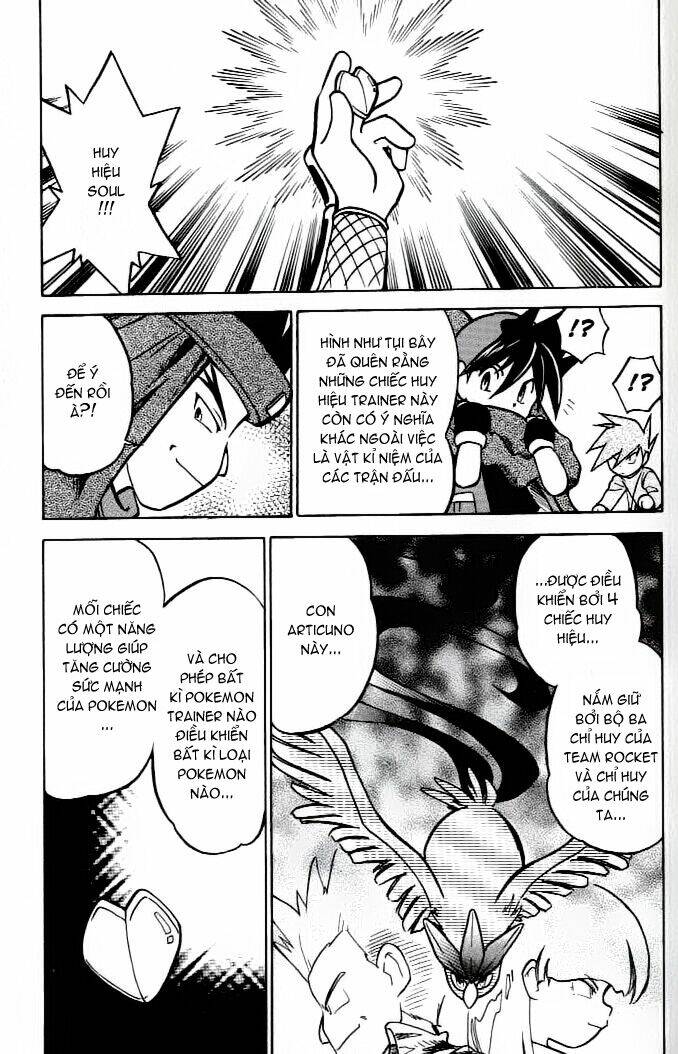 HUY
HIỆU
SOUL
!!!
!?
!?
HÌNH NHƯ TỤI BÂY
ĐÃ QUÊN RẰNG
NHỮNG CHIẾC HUY
HIỆU TRAINER NÀY
CÒN CÓ Ý NGHĨA
KHÁC NGOÀI VIỆC
LÀ VẬT KỈ NIỆM CỦA
CÁC TRẬN ĐẤU...
ĐỂ Ý
ĐẾN RỒI
À?!
...ĐƯỢC ĐIỀU
KHIỂN BỞI 4
CHIẾC HUY
HIỆU...
NẮM GIỮ
BỞI BỘ BA
CHỈ HUY CỦA
TEAM ROCKET
VÀ CHỈ HUY
CỦA CHÚNG
TA...
CON
ARTICUNO
NÀY...
VÀ CHO
PHÉP BẤT
KÌ POKEMON
TRAINER NÀO
ĐIỀU KHIỂN
BẤT KÌ LOẠI
POKEMON
NÀO...
MỖI CHIẾC
CÓ MỘT NĂNG
LƯỢNG GIÚP
TĂNG CƯỜNG
SỨC MẠNH
CỦA POKEMON
...